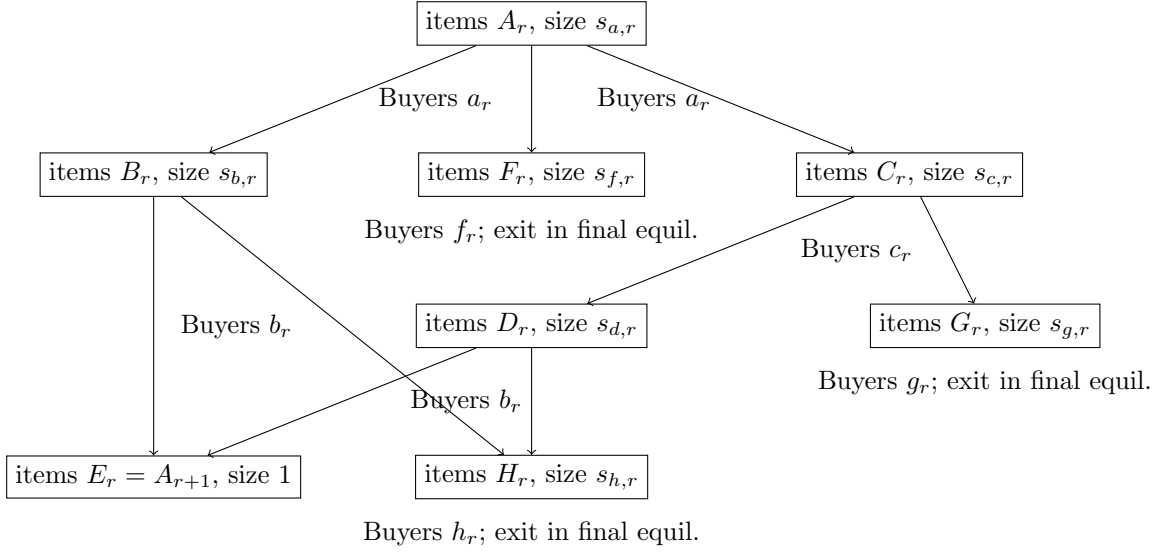 items $A_r$, size $s_{a,r}$
Buyers $a_r$
Buyers $a_r$
items $B_r$, size $s_{b,r}$
items $F_r$, size $s_{f,r}$
items $C_r$, size $s_{c,r}$
Buyers $f_r$; exit in final equil.
Buyers $c_r$
Buyers $b_r$
items $D_r$, size $s_{d,r}$
items $G_r$, size $s_{g,r}$
Buyers $g_r$; exit in final equil.
Buyers $b_r$
items $E_r = A_{r+1}$, size 1
items $H_r$, size $s_{h,r}$
Buyers $h_r$; exit in final equil.